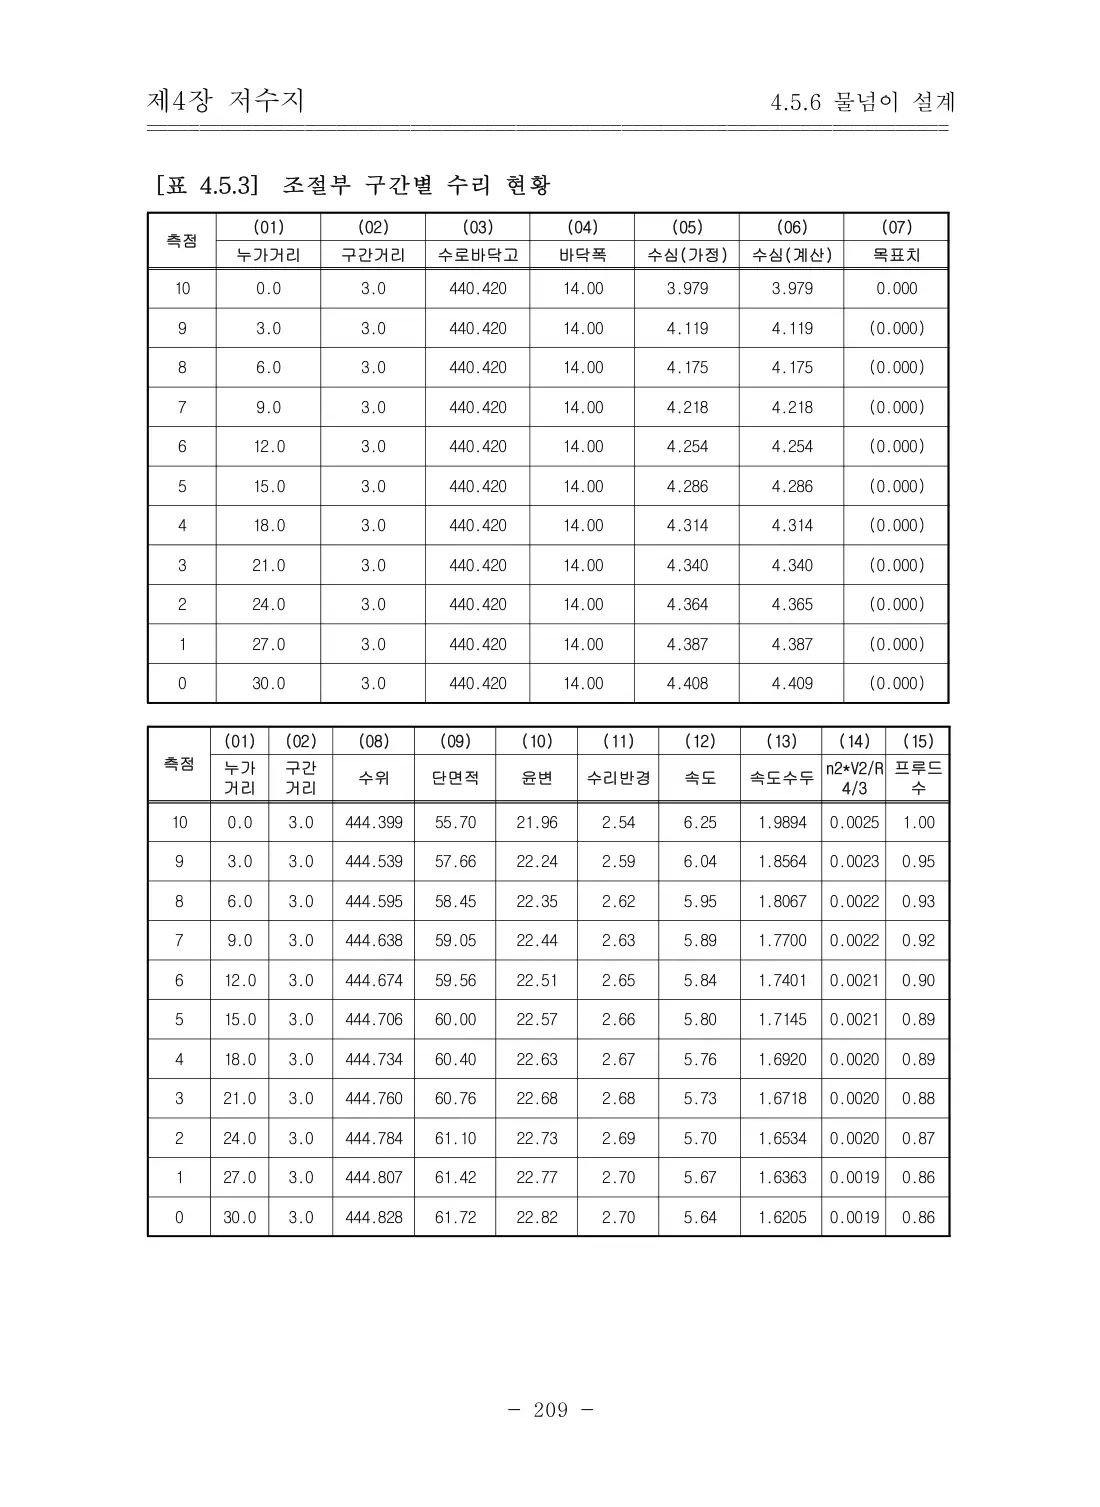 제4장 저수지 4.5.6 물넘이 설계
[표 4.5.3] 조절부 구간별 수리 현황
측점 (01) (02) (03) (04) (05) (06) (07)
누가거리 구간거리 수로바닥고 바닥폭 수심(가정) 수심(계산) 목표치
10 0.0 3.0 440.420 14.00 3.979 3.979 0.000
9 3.0 3.0 440.420 14.00 4.119 4.119 (0.000)
8 6.0 3.0 440.420 14.00 4.175 4.175 (0.000)
7 9.0 3.0 440.420 14.00 4.218 4.218 (0.000)
6 12.0 3.0 440.420 14.00 4.254 4.254 (0.000)
5 15.0 3.0 440.420 14.00 4.286 4.286 (0.000)
4 18.0 3.0 440.420 14.00 4.314 4.314 (0.000)
3 21.0 3.0 440.420 14.00 4.340 4.340 (0.000)
2 24.0 3.0 440.420 14.00 4.364 4.365 (0.000)
1 27.0 3.0 440.420 14.00 4.387 4.387 (0.000)
0 30.0 3.0 440.420 14.00 4.408 4.409 (0.000)
측점 (01) (02) (08) (09) (10) (11) (12) (13) (14) (15)
누가 구간 수위 단면적 윤변 수리반경 속도 속도수두 n2*V2/R 프루드
거리 거리 4/3 수
10 0.0 3.0 444.399 55.70 21.96 2.54 6.25 1.9894 0.0025 1.00
9 3.0 3.0 444.539 57.66 22.24 2.59 6.04 1.8564 0.0023 0.95
8 6.0 3.0 444.595 58.45 22.35 2.62 5.95 1.8067 0.0022 0.93
7 9.0 3.0 444.638 59.05 22.44 2.63 5.89 1.7700 0.0022 0.92
6 12.0 3.0 444.674 59.56 22.51 2.65 5.84 1.7401 0.0021 0.90
5 15.0 3.0 444.706 60.00 22.57 2.66 5.80 1.7145 0.0021 0.89
4 18.0 3.0 444.734 60.40 22.63 2.67 5.76 1.6920 0.0020 0.89
3 21.0 3.0 444.760 60.76 22.68 2.68 5.73 1.6718 0.0020 0.88
2 24.0 3.0 444.784 61.10 22.73 2.69 5.70 1.6534 0.0020 0.87
1 27.0 3.0 444.807 61.42 22.77 2.70 5.67 1.6363 0.0019 0.86
0 30.0 3.0 444.828 61.72 22.82 2.70 5.64 1.6205 0.0019 0.86
- 209 -